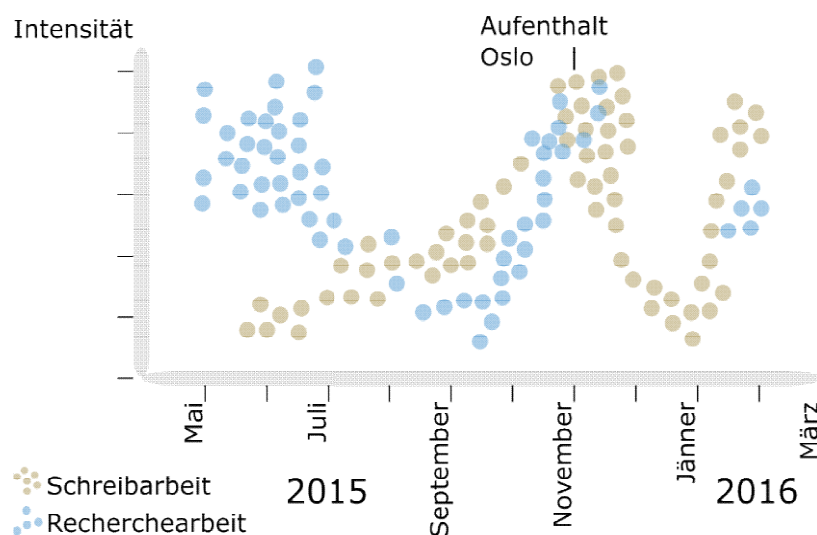 Intensität
Aufenthalt
Oslo
Mai
Juli
September
November
Jänner
März
2015
2016
Schreibarbeit
Recherchearbeit